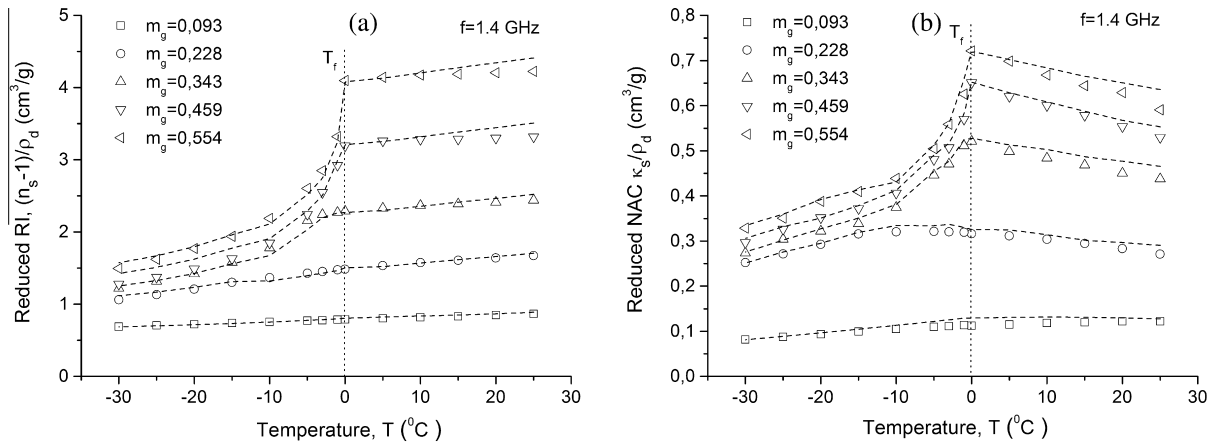 (a)
f=1.4 GHz
m_g=0,093
m_g=0,228
m_g=0,343
m_g=0,459
m_g=0,554
T_f
Reduced RI, (n_s-1)/ρ_d (cm³/g)
5
4
3
2
1
0
-30 -20 -10 0 10 20 30
Temperature, T (⁰C)
(b)
f=1.4 GHz
m_g=0,093
m_g=0,228
m_g=0,343
m_g=0,459
m_g=0,554
T_f
Reduced NAC κ_s/ρ_d (cm³/g)
0,8
0,7
0,6
0,5
0,4
0,3
0,2
0,1
0,0
-30 -20 -10 0 10 20 30
Temperature, T (⁰C)